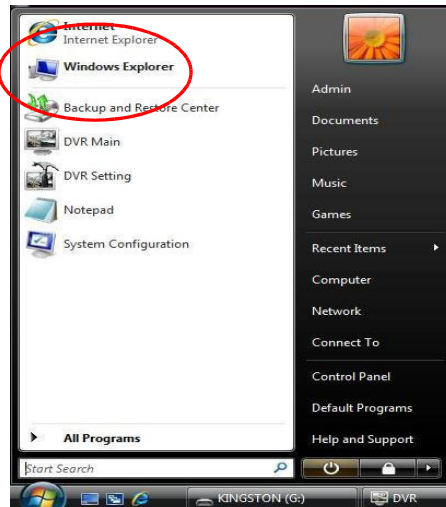 Internet
Internet Explorer
Windows Explorer
Backup and Restore Center
DVR Main
DVR Setting
Notepad
System Configuration
All Programs
Start Search
Admin
Documents
Pictures
Music
Games
Recent Items
Computer
Network
Connect To
Control Panel
Default Programs
Help and Support
KINGSTON (G:)
DVR